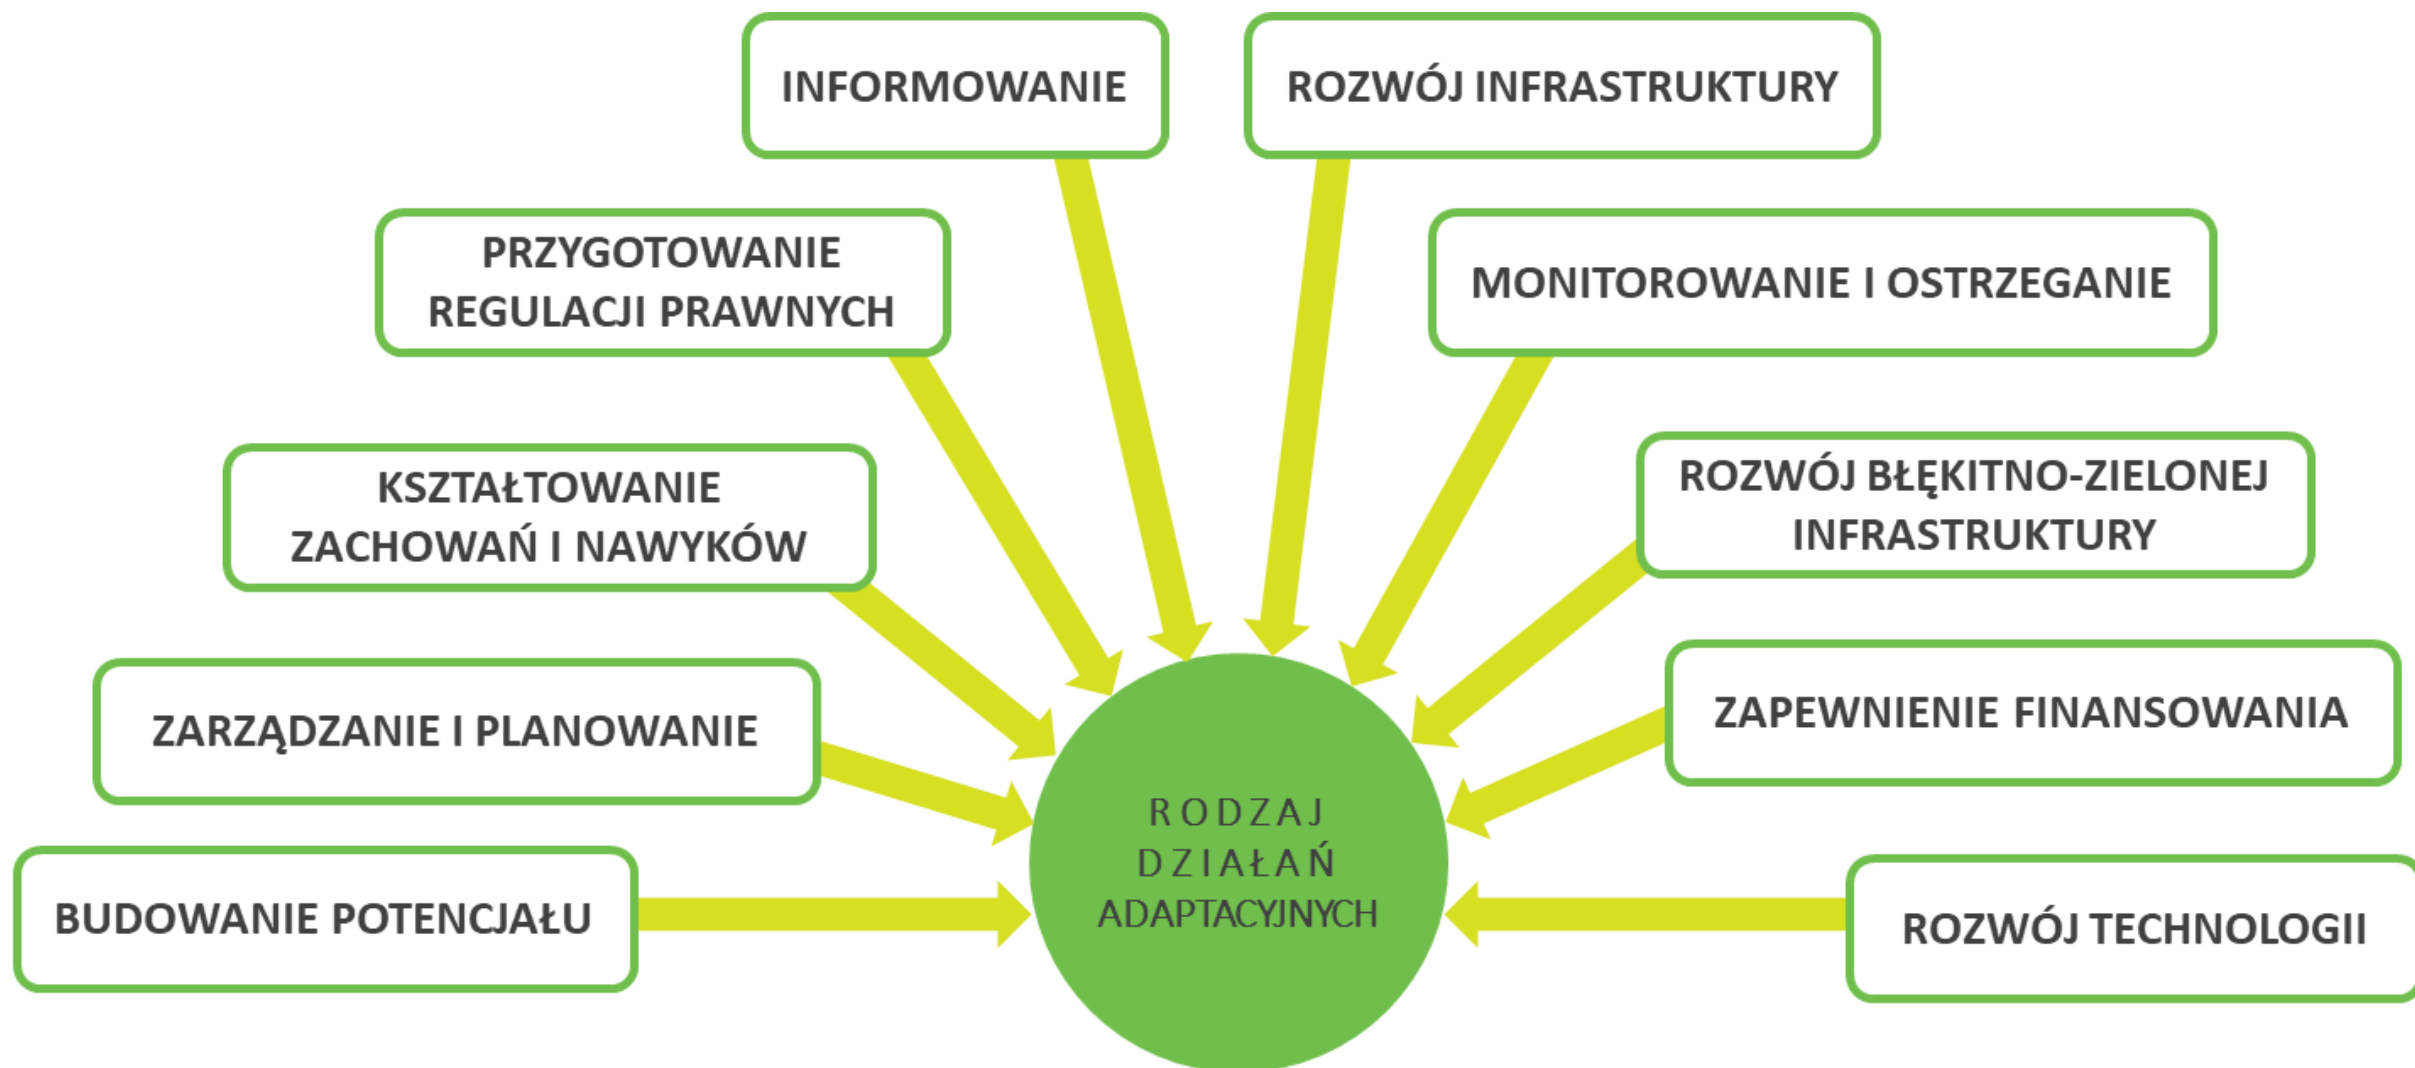 INFORMOWANIE
ROZWÓJ INFRASTRUKTURY
PRZYGOTOWANIE
REGULACJI PRAWNYCH
MONITOROWANIE I OSTRZEGANIE
KSZTAŁTOWANIE
ZACHOWAŃ I NAWYKÓW
ROZWÓJ BŁĘKITNO-ZIELONEJ
INFRASTRUKTURY
ZARZĄDZANIE I PLANOWANIE
ZAPEWNIENIE FINANSOWANIA
BUDOWANIE POTENCJAŁU
ROZWÓJ TECHNOLOGII
RODZAJ
DZIAŁAŃ
ADAPTACYJNYCH